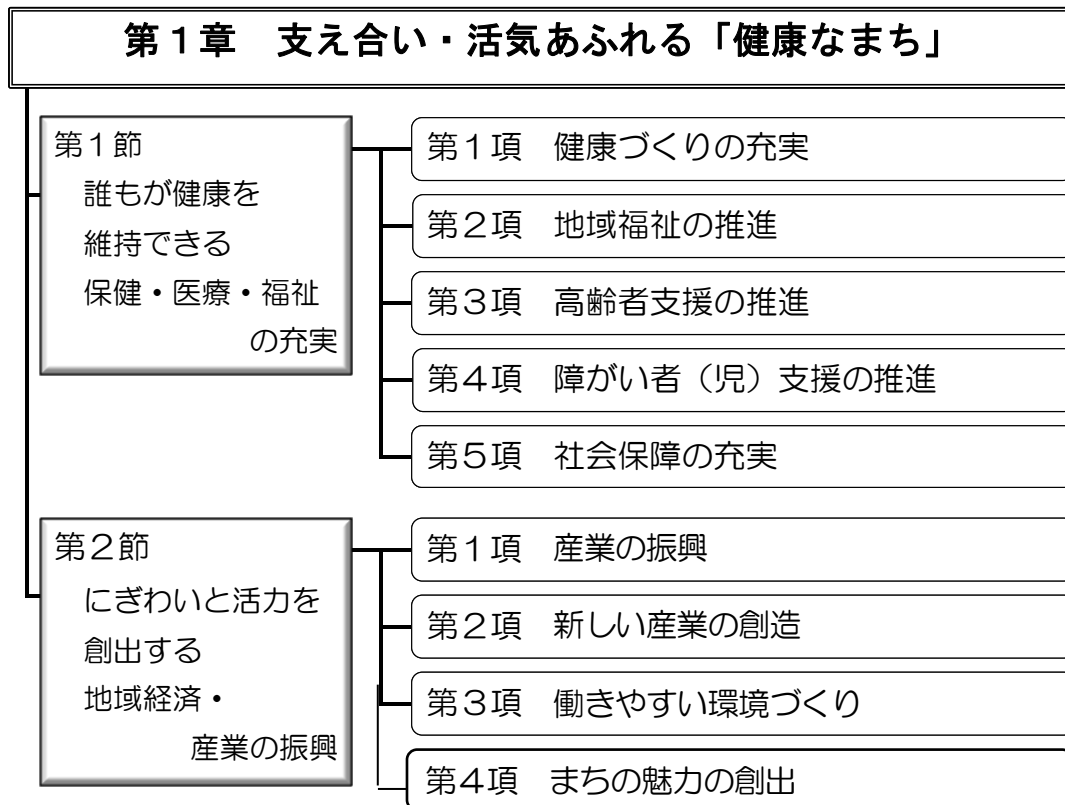 第１章　支え合い・活気あふれる「健康なまち」
第１節
誰もが健康を
維持できる
保健・医療・福祉
の充実
第１項　健康づくりの充実
第２項　地域福祉の推進
第３項　高齢者支援の推進
第４項　障がい者（児）支援の推進
第５項　社会保障の充実
第２節
にぎわいと活力を
創出する
地域経済・
産業の振興
第１項　産業の振興
第２項　新しい産業の創造
第３項　働きやすい環境づくり
第４項　まちの魅力の創出